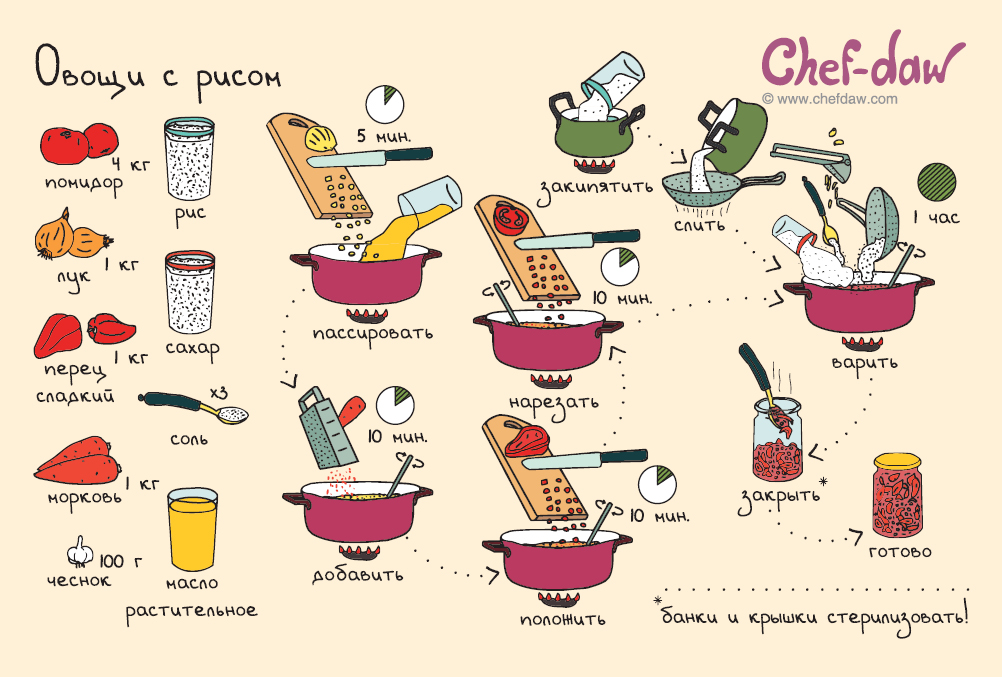 Овощи с рисом
Chef-daw
© www.chefdaw.com
4 кг
помидор
рис
1 кг
лук
сахар
1 кг
перец
сладкий
x3
соль
1 кг
морковь
100 г
чеснок
масло
растительное
5 мин.
пассировать
10 мин.
добавить
10 мин.
положить
10 мин.
нарезать
закипятить
слить
1 час
варить
закрыть*
готово
*банки и крышки стерилизовать!